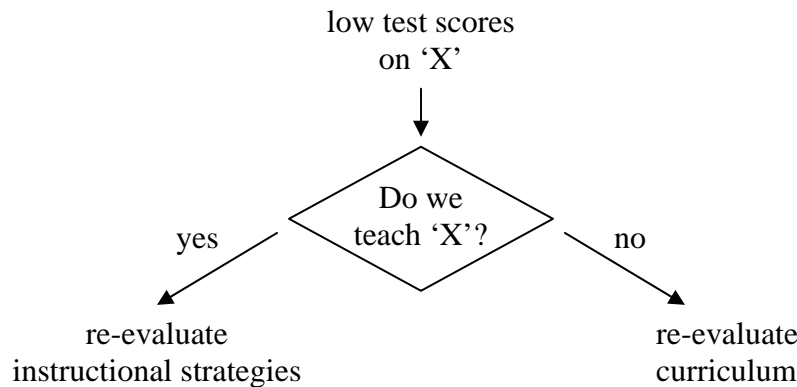 low test scores
on ‘X’
Do we
teach ‘X’?
yes
no
re-evaluate
instructional strategies
re-evaluate
curriculum